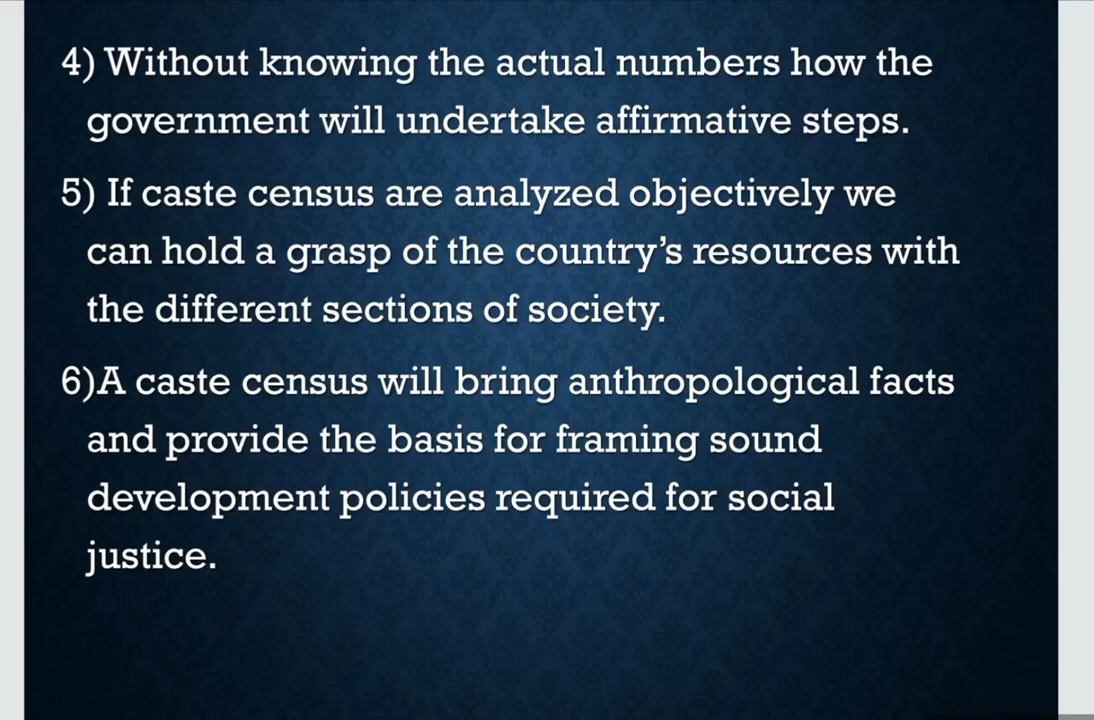 4) Without knowing the actual numbers how the
government will undertake affirmative steps.
5) If caste census are analyzed objectively we
can hold a grasp of the country's resources with
the different sections of society.
6)A caste census will bring anthropological facts
and provide the basis for framing sound
development policies required for social
justice.